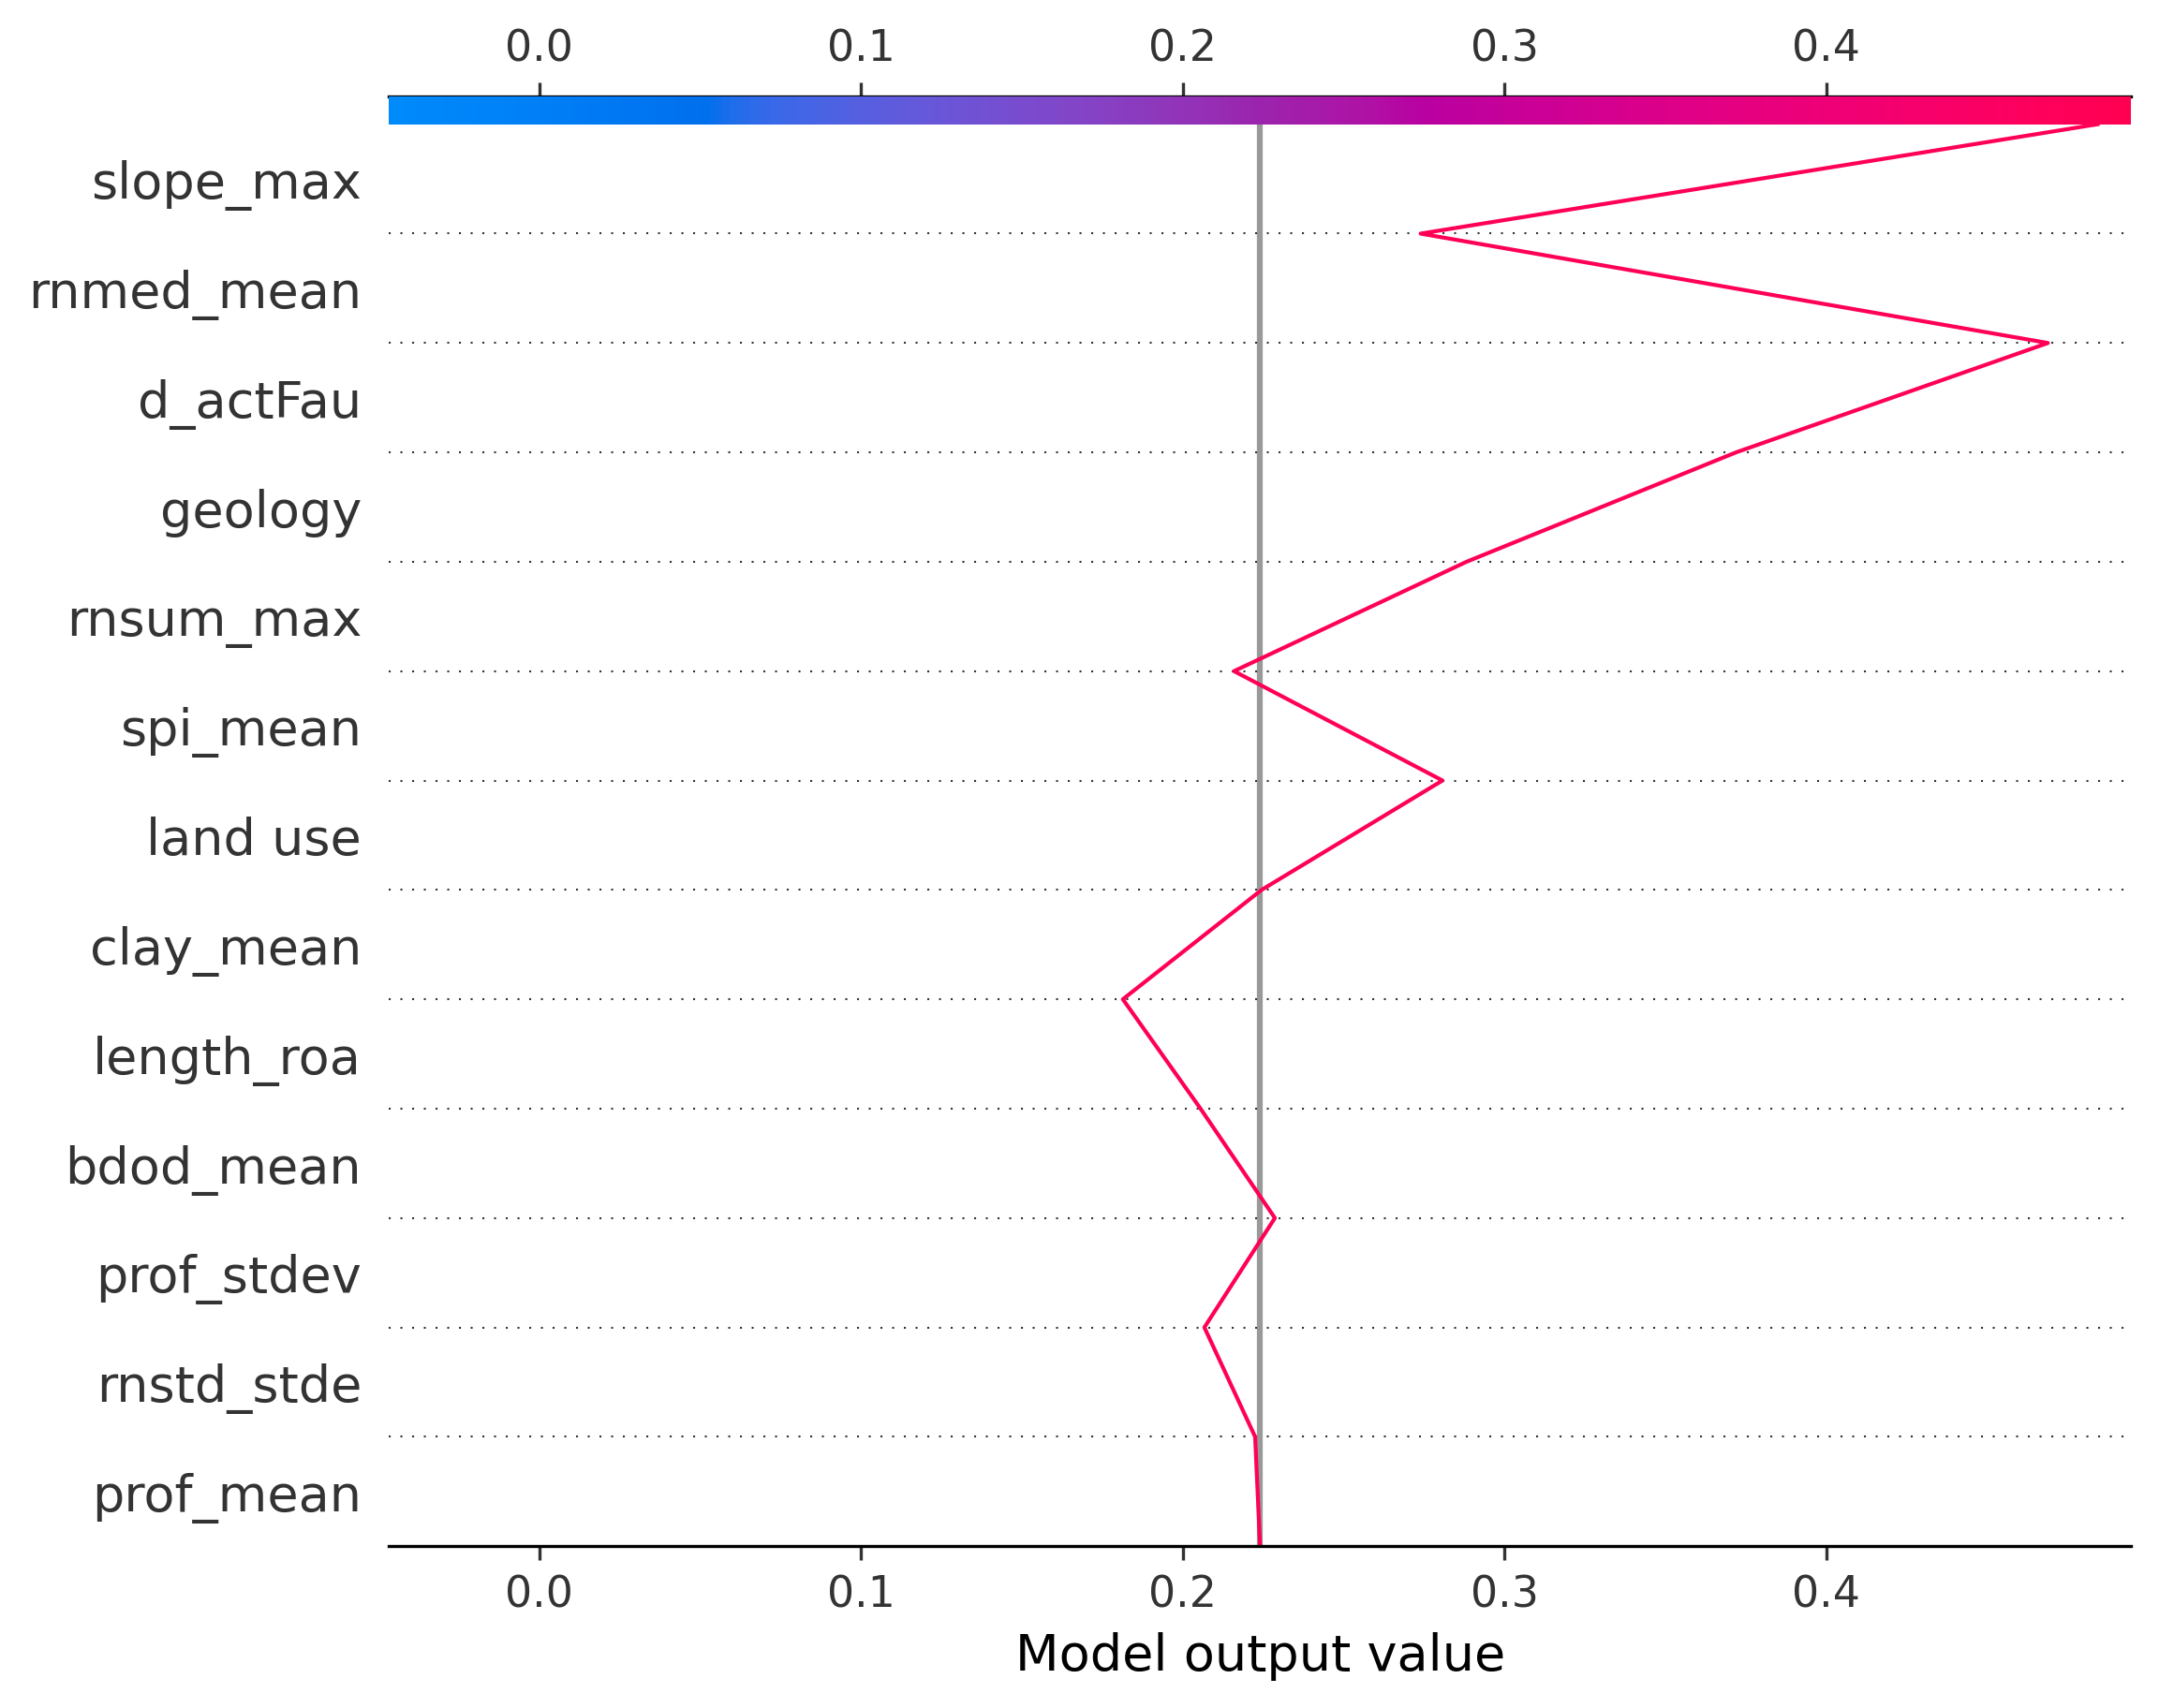 0.0 0.1 0.2 0.3 0.4
slope_max
rnmed_mean
d_actFau
geology
rnsum_max
spi_mean
land use
clay_mean
length_roa
bdod_mean
prof_stdev
rnstd_stde
prof_mean
0.0 0.1 0.2 0.3 0.4
Model output value